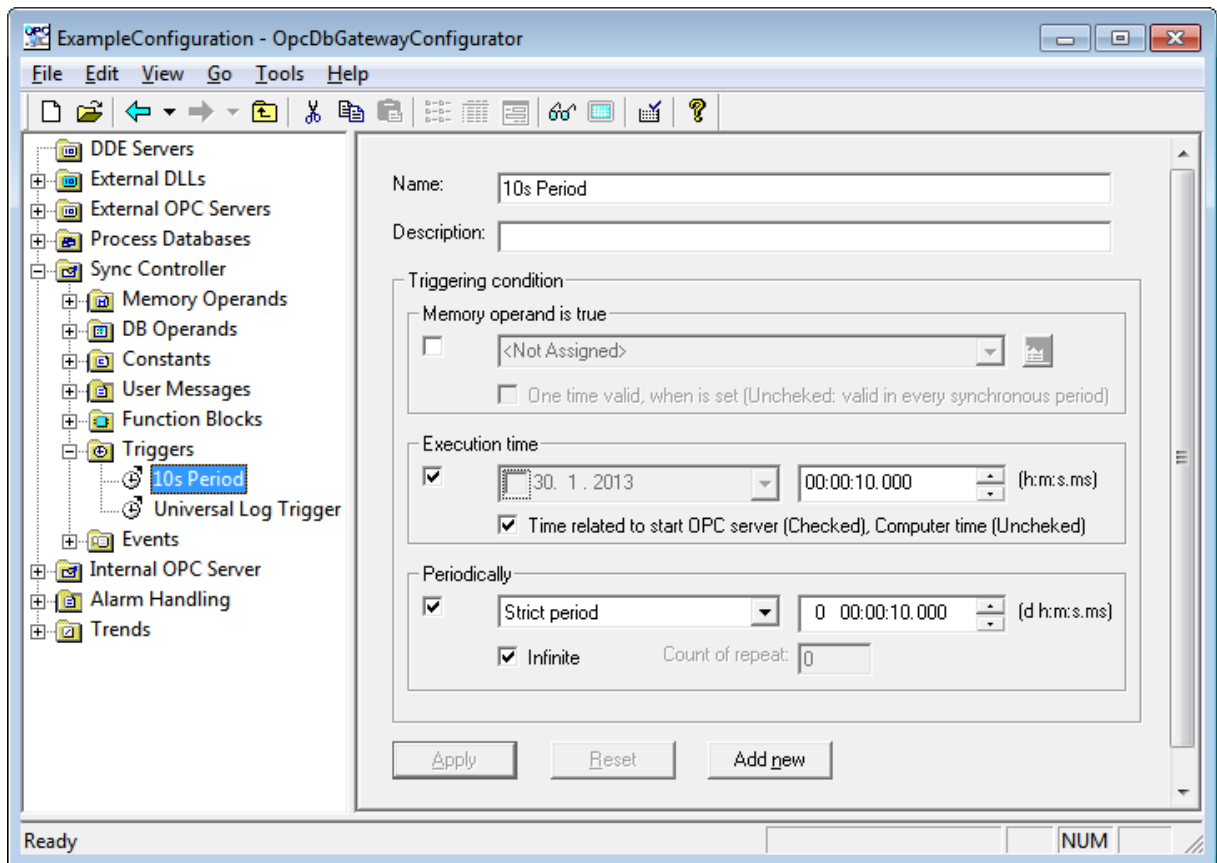 ExampleConfiguration - OpcDbGatewayConfigurator
File Edit View Go Tools Help
DDE Servers
External DLLs
External OPC Servers
Process Databases
Sync Controller
Memory Operands
DB Operands
Constants
User Messages
Function Blocks
Triggers
10s Period
Universal Log Trigger
Events
Internal OPC Server
Alarm Handling
Trends
Name: 10s Period
Description:
Triggering condition
Memory operand is true
<Not Assigned>
One time valid, when is set (Uncheked: valid in every synchronous period)
Execution time
30. 1 . 2013 00:00:10.000 (h:m:s.ms)
Time related to start OPC server (Checked), Computer time (Uncheked)
Periodically
Strict period 0 00:00:10.000 (d h:m:s.ms)
Infinite Count of repeat: 0
Apply Reset Add new
Ready NUM